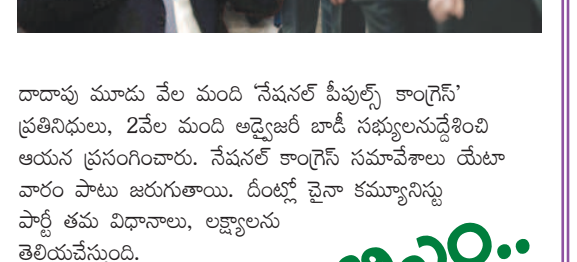 దాదాపు మూడు వేల మంది ‘నేషనల్ పీపుల్స్ కాంగ్రెస్’
ప్రతినిధులు, 2వేల మంది అడ్వైజరీ బాడీ సభ్యులనుద్దేశించి
ఆయన ప్రసంగించారు. నేషనల్ కాంగ్రెస్ సమావేశాలు యేటా
వారం పాటు జరుగుతాయి. దీంట్లో చైనా కమ్యూనిస్టు
పార్టీ తమ విధానాలు, లక్ష్యాలను
తెలియచేస్తుంది.